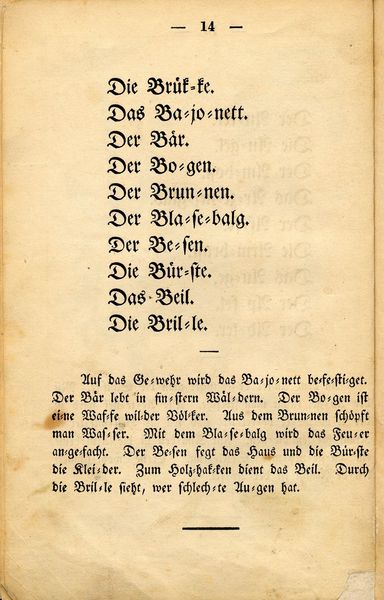 — 14 —
Die Brük⸗ke.
Das Ba⸗jo⸗nett.
Der Bär.
Der Bo⸗gen.
Der Brun⸗nen.
Der Bla⸗ſe⸗balg.
Der Be⸗ſen.
Die Bür⸗ſte.
Das Beil.
Die Bril⸗le.
Auf das Ge⸗wehr wird das Ba⸗jo⸗nett be⸗fe⸗ſti⸗get.
Der Bär lebt in fin⸗ſtern Wäl⸗dern. Der Bo⸗gen iſt
ei⸗ne Waf⸗fe wil⸗der Völ⸗ker. Aus dem Brun⸗nen ſchöpft
man Waſ⸗ſer. Mit dem Bla⸗ſe⸗balg wird das Feu⸗er
an⸗ge⸗facht. Der Be⸗ſen fegt das Haus und die Bür⸗ſte
die Klei⸗der. Zum Holz⸗hak⸗ken dient das Beil. Durch
die Bril⸗le ſieht, wer ſchlech⸗te Au⸗gen hat.